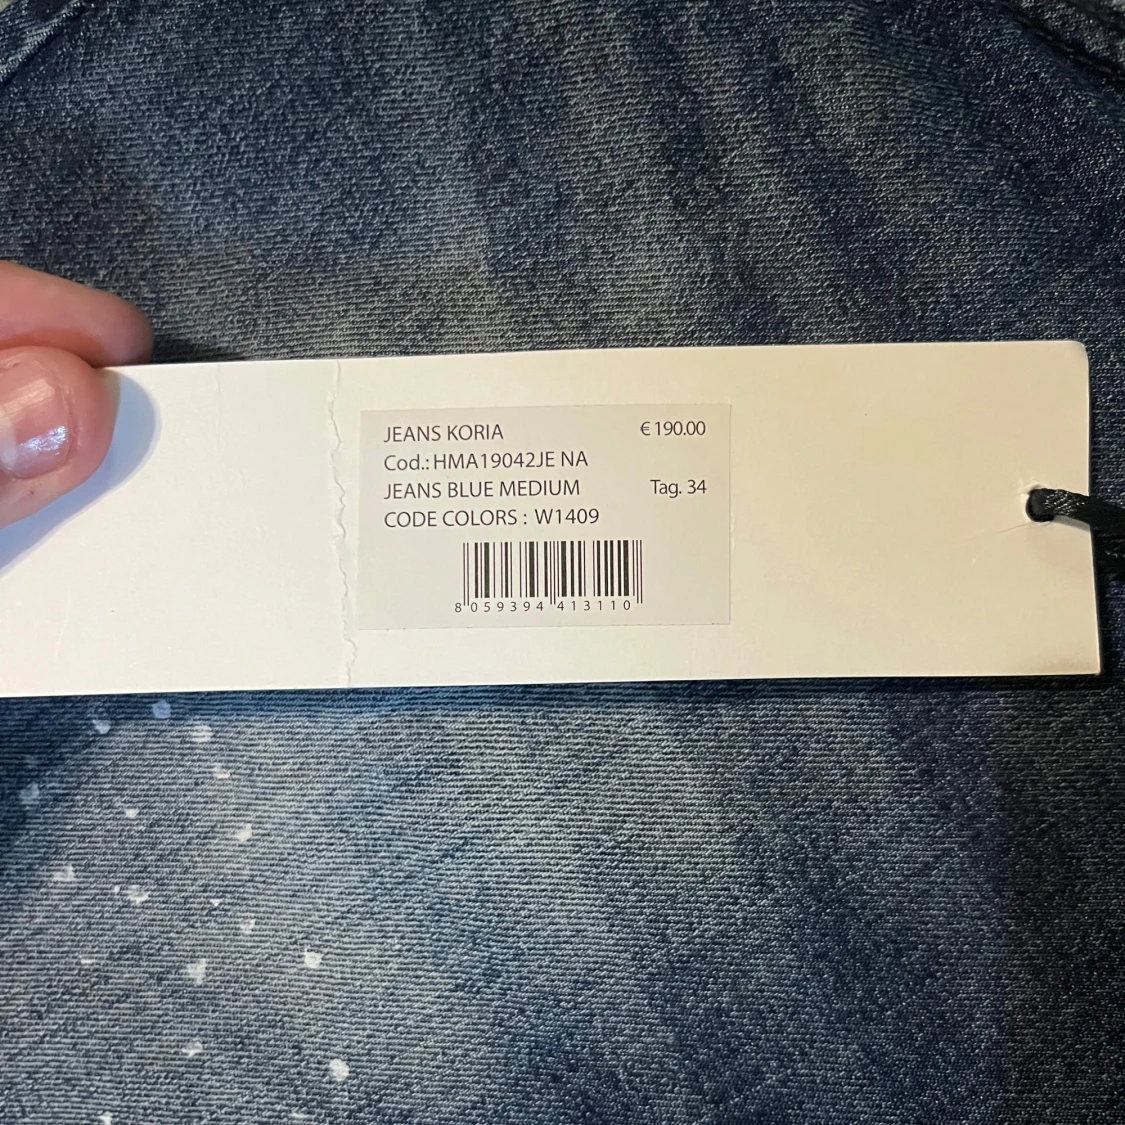 JEANS KORIA € 190.00
Cod.: HMA19042JE NA
JEANS BLUE MEDIUM Tag. 34
CODE COLORS : W1409
8 059394 413110